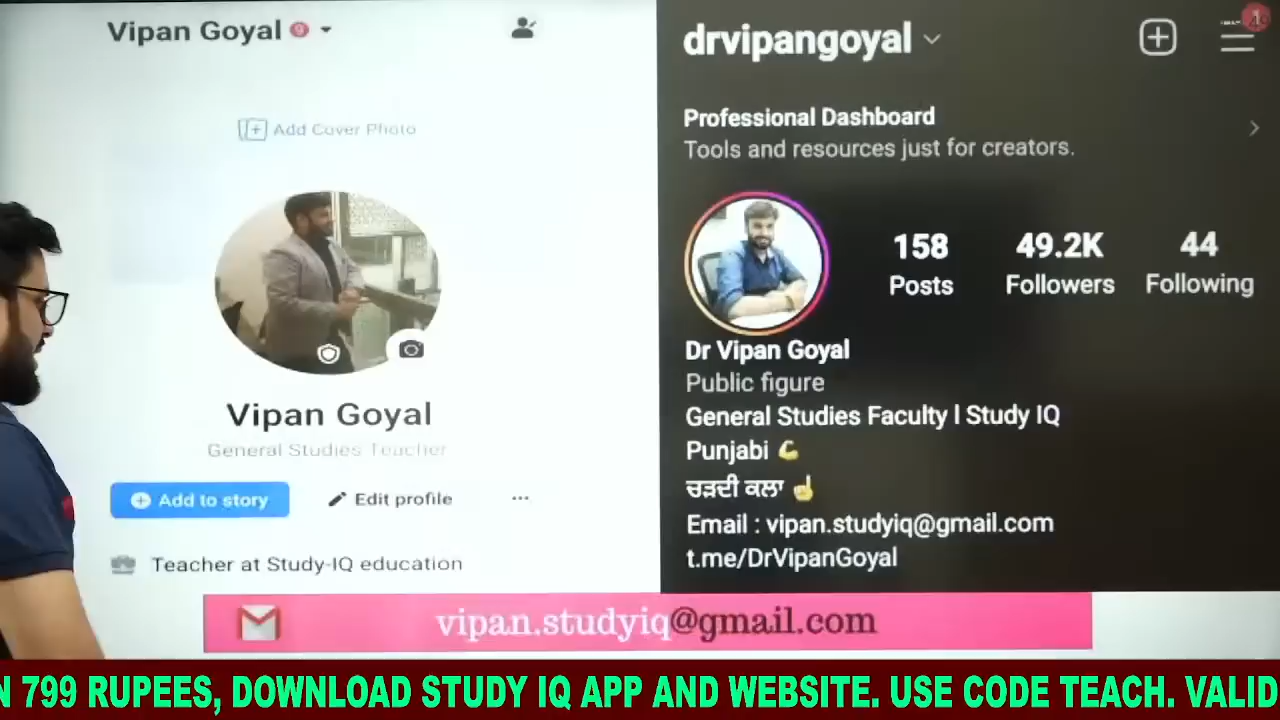 Vipan Goyal 9
Add Cover Photo
Vipan Goyal
General Studies Teacher
Add to story
Edit profile
Teacher at Study-IQ education
drvipangoyal
Professional Dashboard
Tools and resources just for creators.
158
Posts
49.2K
Followers
44
Following
Dr Vipan Goyal
Public figure
General Studies Faculty l Study IQ
Punjabi 💪
ਚੜਦੀ ਕਲਾ ☝
Email : vipan.studyiq@gmail.com
t.me/DrVipanGoyal
vipan.studyiq@gmail.com
N 799 RUPEES, DOWNLOAD STUDY IQ APP AND WEBSITE. USE CODE TEACH. VALID